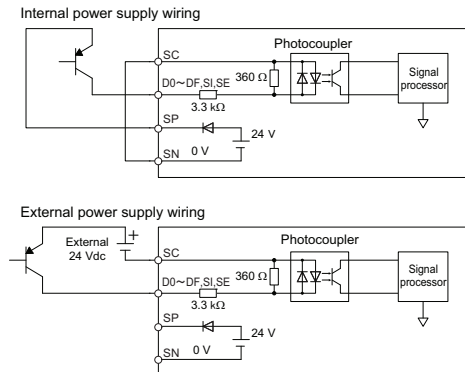 Internal power supply wiring
SC
Photocoupler
360 Ω
D0～DF,SI,SE
3.3 kΩ
Signal
processor
SP
24 V
0 V
SN
External power supply wiring
External
24 Vdc
+
SC
Photocoupler
360 Ω
D0～DF,SI,SE
3.3 kΩ
Signal
processor
SP
24 V
0 V
SN